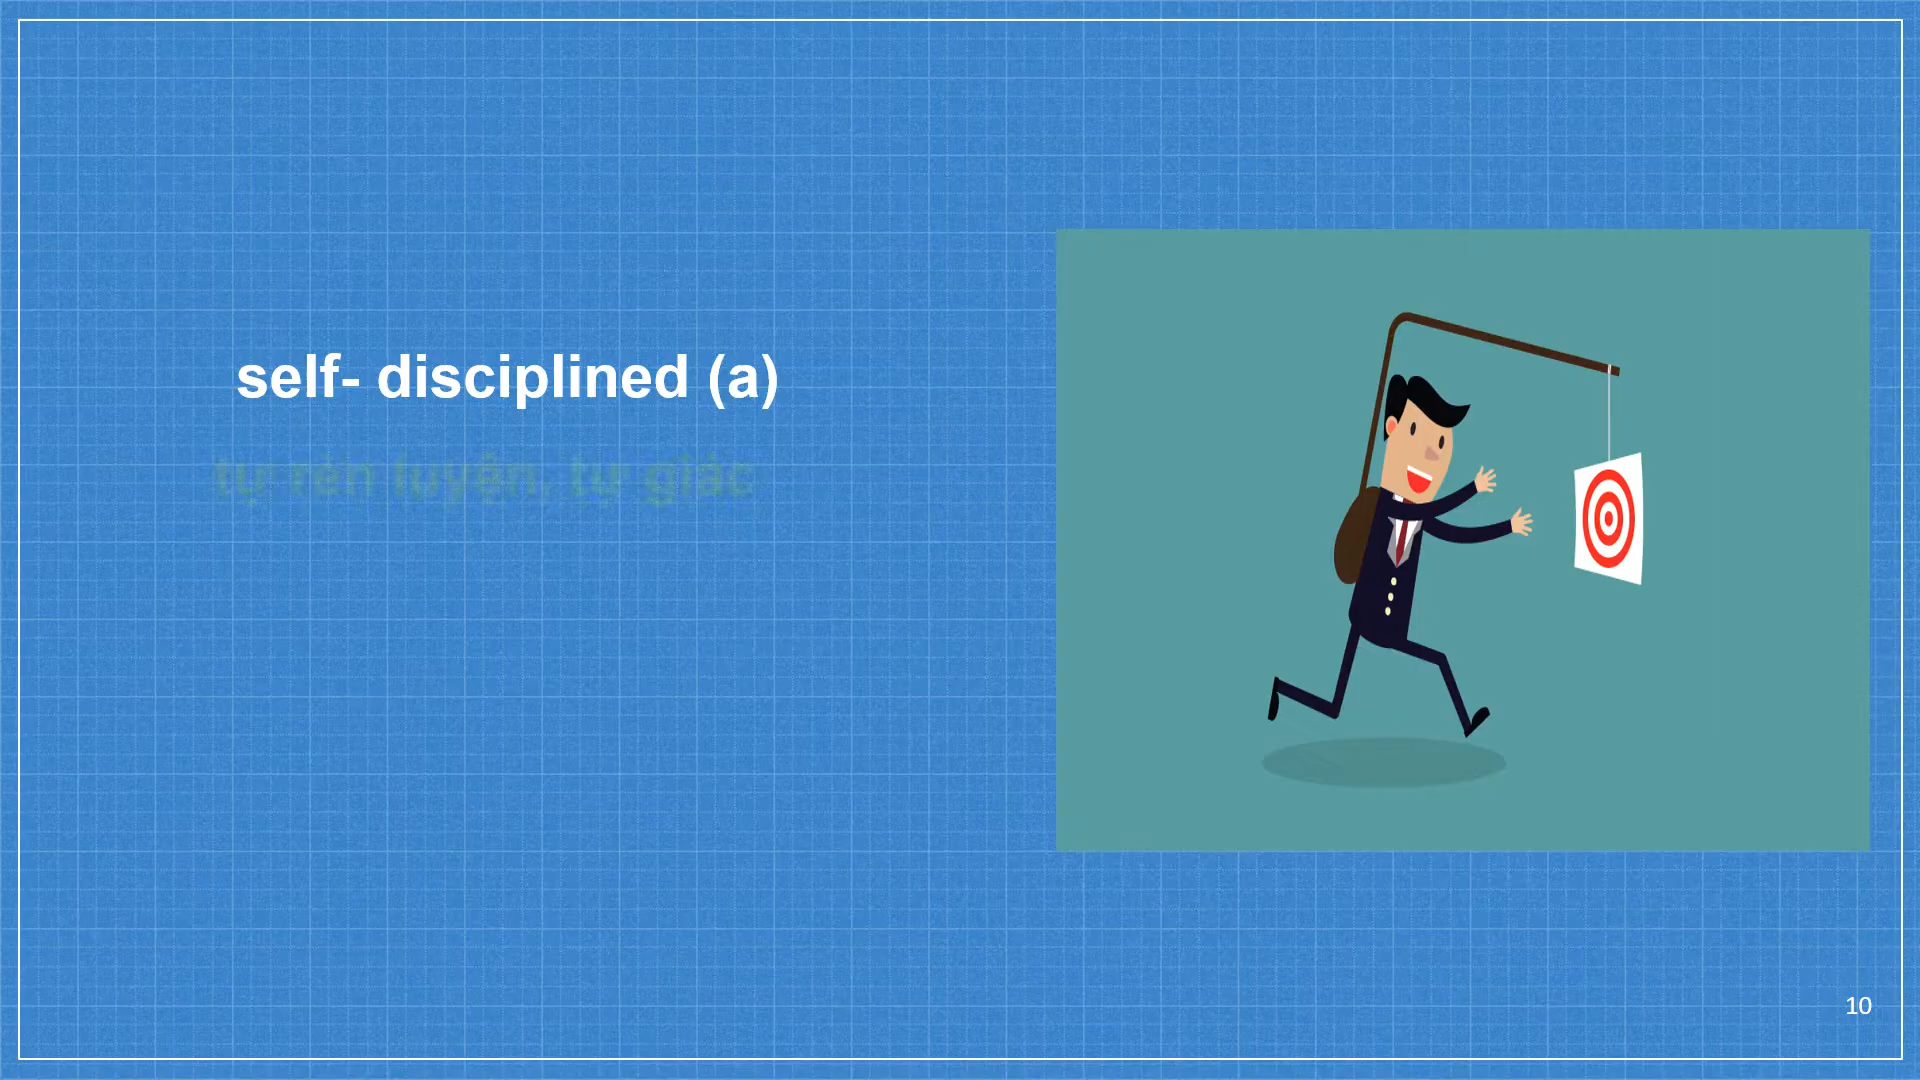 self- disciplined (a)
tự rèn luyện, tự giác
10